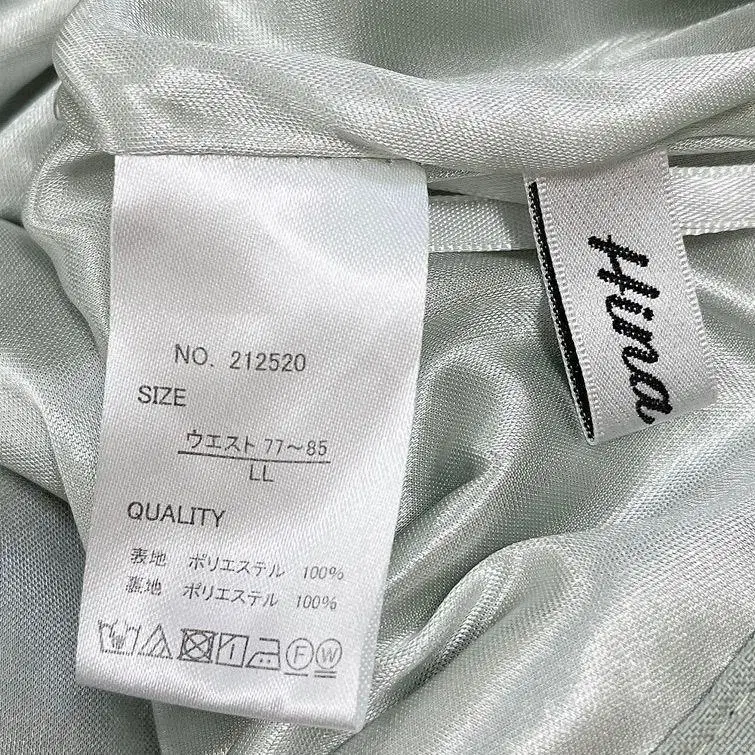 NO. 212520
SIZE
ウエスト 77～85
LL
QUALITY
表地 ポリエステル 100%
裏地 ポリエステル 100%
F W
Hina